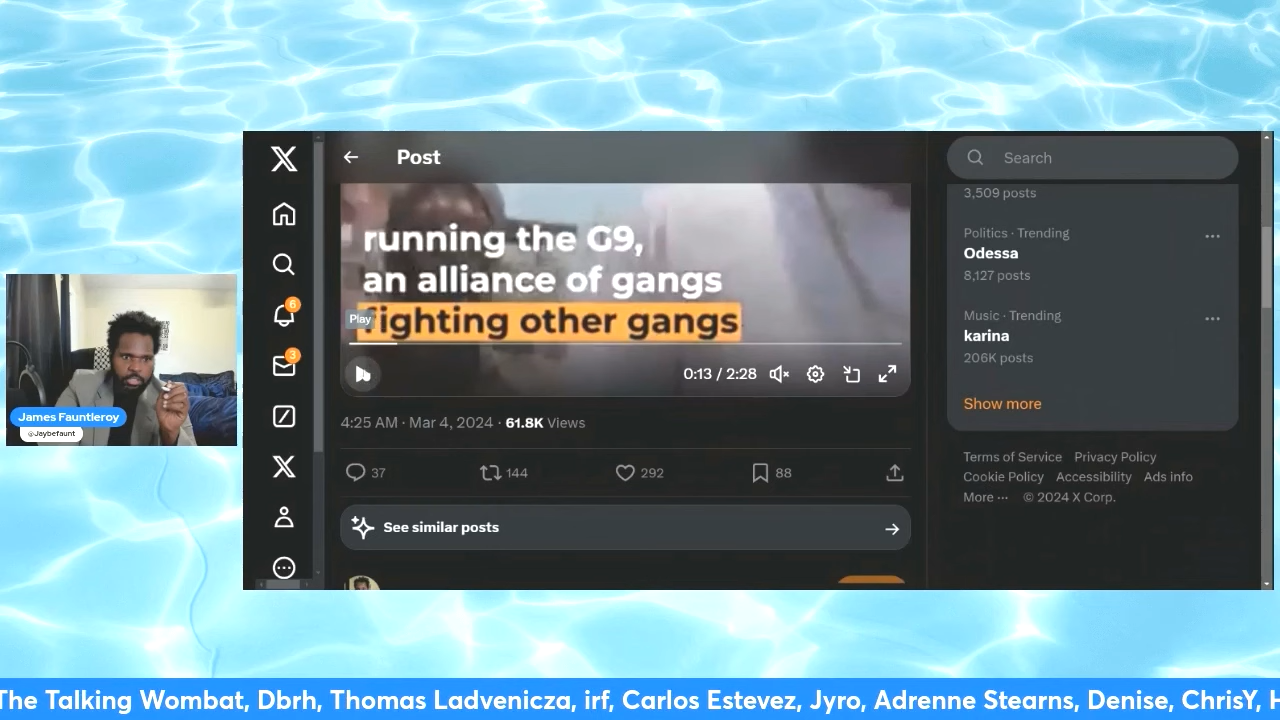 Post
Search
running the G9,
an alliance of gangs
fighting other gangs
Play
0:13 / 2:28
4:25 AM · Mar 4, 2024 · 61.8K Views
37
144
292
88
See similar posts
6
3
3,509 posts
Politics · Trending
Odessa
8,127 posts
Music · Trending
karina
206K posts
Show more
Terms of Service Privacy Policy
Cookie Policy Accessibility Ads info
More ··· © 2024 X Corp.
James Fauntleroy
@Jaybefaunt
The Talking Wombat, Dbrh, Thomas Ladvenicza, irf, Carlos Estevez, Jyro, Adrenne Stearns, Denise, ChrisY, H